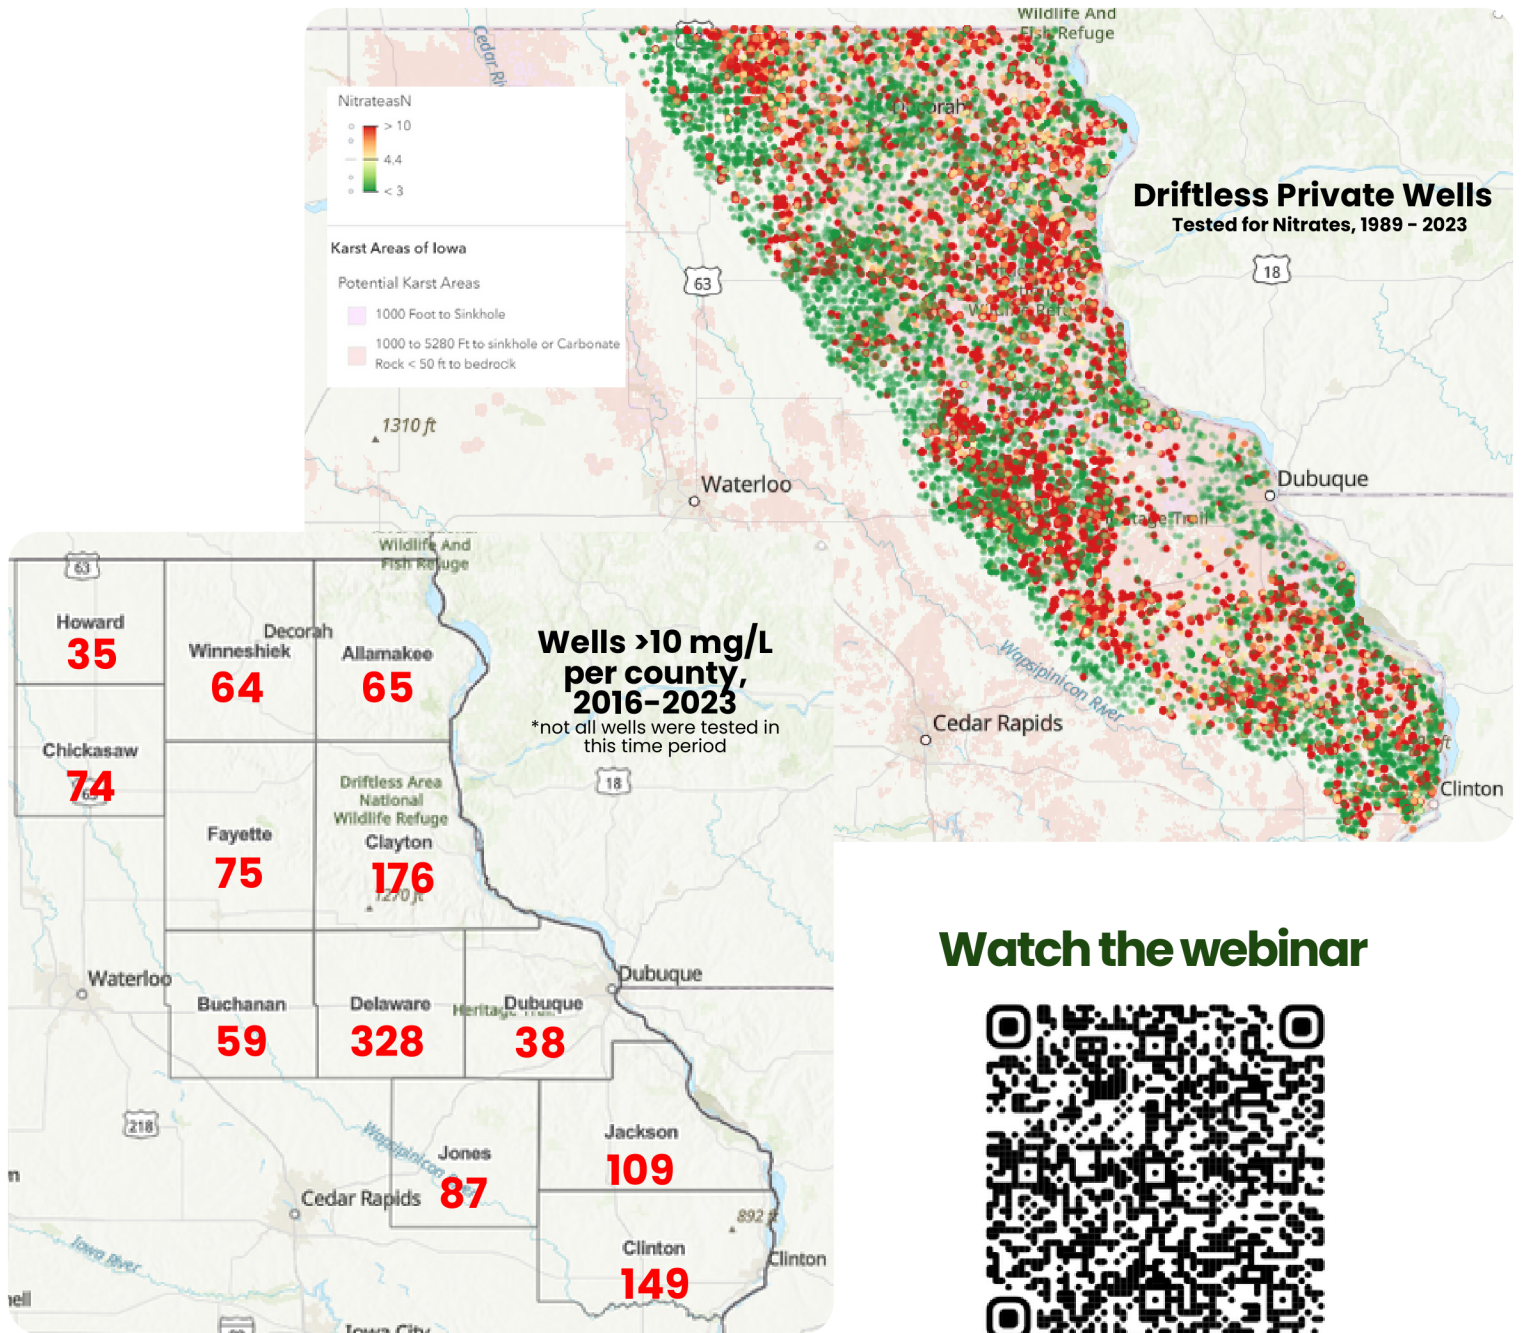 Wildlife And
Fish Refuge
Cedar
NitrateasN
> 10
4.4
< 3
Decorah
Driftless Private Wells
Tested for Nitrates, 1989 - 2023
Karst Areas of Iowa
Potential Karst Areas
1000 Foot to Sinkhole
1000 to 5280 Ft to sinkhole or Carbonate
Rock < 50 ft to bedrock
63
18
1310 ft
Waterloo
Dubuque
Wapsipinicon River
Cedar Rapids
Clinton
Wildlife And
Fish Refuge
63
Howard
35
Decorah
Winneshiek
64
Allamakee
65
Wells >10 mg/L
per county,
2016-2023
*not all wells were tested in
this time period
Chickasaw
74
63
18
Driftless Area
National
Wildlife Refuge
Fayette
75
Clayton
176
1270 ft
Waterloo
Dubuque
Buchanan
59
Delaware
328
Heritage Trail
Dubuque
38
218
Wapsipinicon River
Jones
87
Jackson
109
Cedar Rapids
892 ft
Iowa River
Clinton
149
Clinton
Iowa City
Watch the webinar